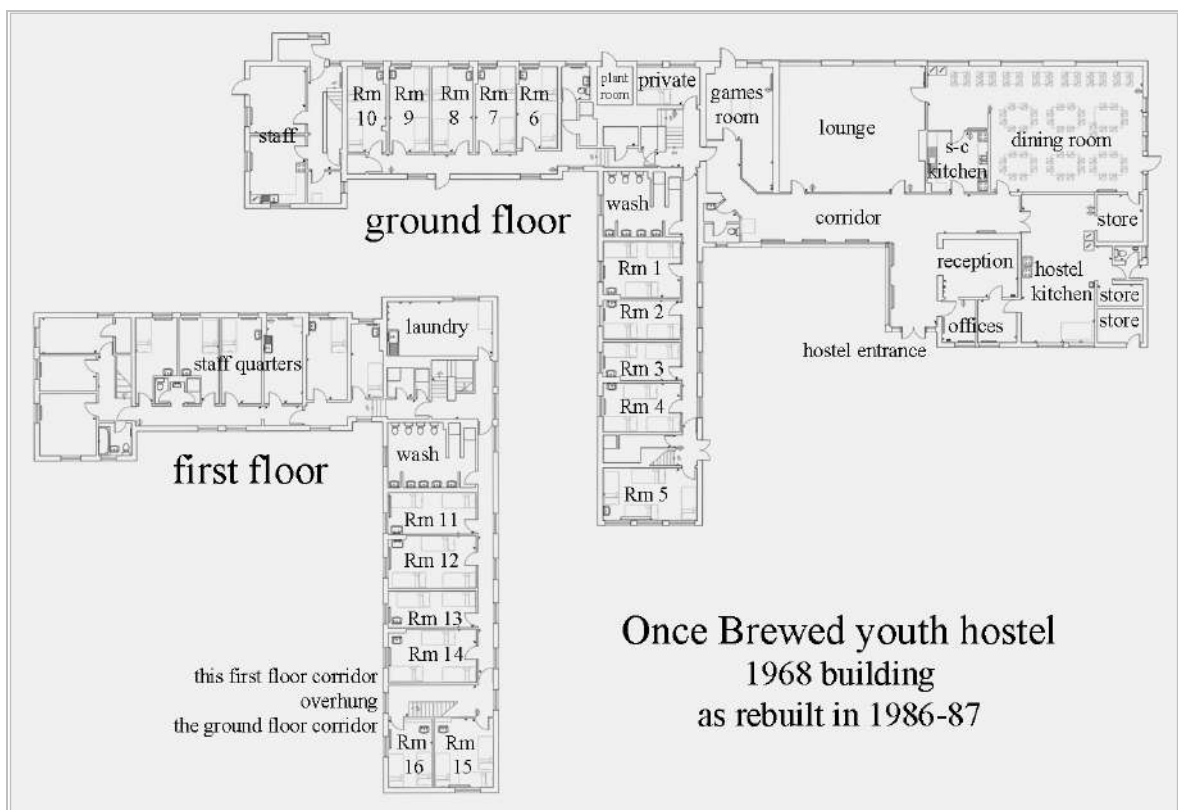 staff
Rm 10
Rm 9
Rm 8
Rm 7
Rm 6
plant room
private
games room
lounge
s-c kitchen
dining room
ground floor
wash
corridor
store
Rm 1
reception
hostel kitchen
Rm 2
store
offices
store
Rm 3
hostel entrance
Rm 4
Rm 5
laundry
staff quarters
first floor
wash
Rm 11
Rm 12
Rm 13
Rm 14
this first floor corridor
overhung
the ground floor corridor
Rm 16
Rm 15
Once Brewed youth hostel
1968 building
as rebuilt in 1986-87